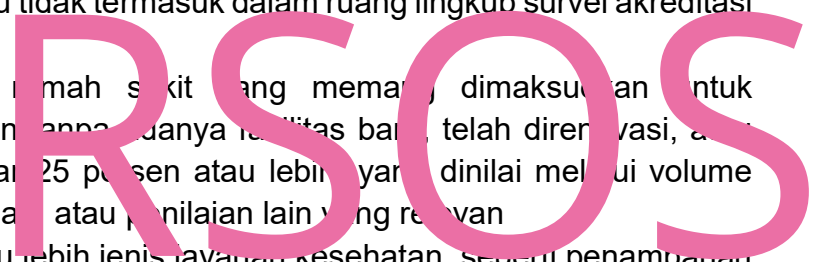 u tidak termasuk dalam ruang lingkup survei akreditasi
rumah sakit yang memang dimaksudkan untuk
tanpa adanya fasilitas baru, telah direnovasi, atau
25 persen atau lebih yang dinilai melalui volume
atau penilaian lain yang relevan
u lebih jenis layanan kesehatan, seperti penambahan
RSOS